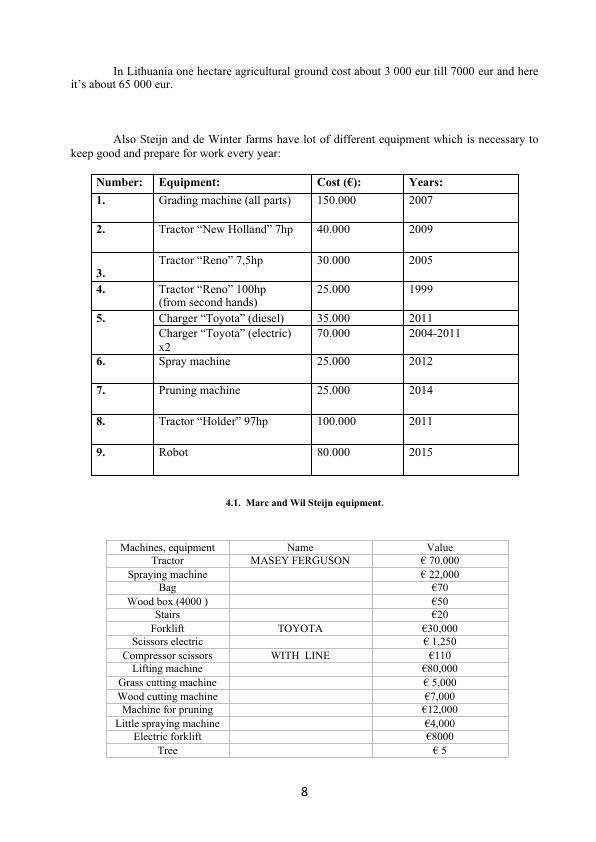 In Lithuania one hectare agricultural ground cost about 3 000 eur till 7000 eur and here
it's about 65 000 eur.
Also Steijn and de Winter farms have lot of different equipment which is necessary to
keep good and prepare for work every year:
Number: Equipment: Cost (€): Years:
1. Grading machine (all parts) 150.000 2007
2. Tractor “New Holland” 7hp 40.000 2009
3. Tractor “Reno” 7,5hp 30.000 2005
4. Tractor “Reno” 100hp 25.000 1999
(from second hands)
5. Charger “Toyota” (diesel) 35.000 2011
Charger “Toyota” (electric) 70.000 2004-2011
x2
6. Spray machine 25.000 2012
7. Pruning machine 25.000 2014
8. Tractor “Holder” 97hp 100.000 2011
9. Robot 80.000 2015
4.1. Marc and Wil Steijn equipment.
Machines, equipment Name Value
Tractor MASEY FERGUSON € 70,000
Spraying machine € 22,000
Bag €70
Wood box (4000 ) €50
Stairs €20
Forklift TOYOTA €30,000
Scissors electric € 1,250
Compressor scissors WITH LINE €110
Lifting machine €80,000
Grass cutting machine € 5,000
Wood cutting machine €7,000
Machine for pruning €12,000
Little spraying machine €4,000
Electric forklift €8000
Tree € 5
8